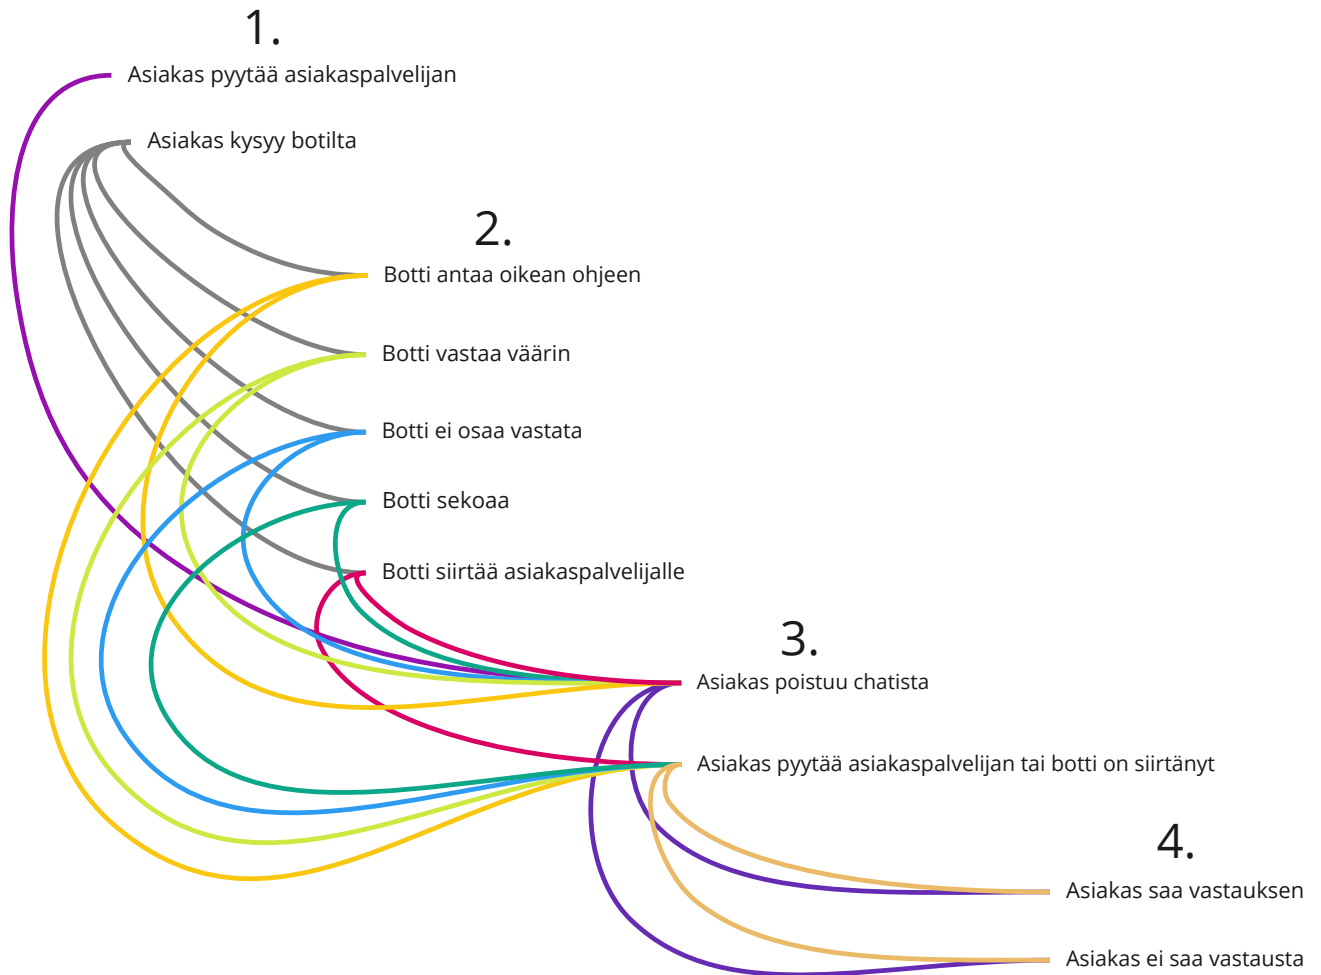 1.
Asiakas pyytää asiakaspalvelijan
Asiakas kysyy botilta
2.
Botti antaa oikean ohjeen
Botti vastaa väärin
Botti ei osaa vastata
Botti sekoaa
Botti siirtää asiakaspalvelijalle
3.
Asiakas poistuu chatista
Asiakas pyytää asiakaspalvelijan tai botti on siirtänyt
4.
Asiakas saa vastauksen
Asiakas ei saa vastausta